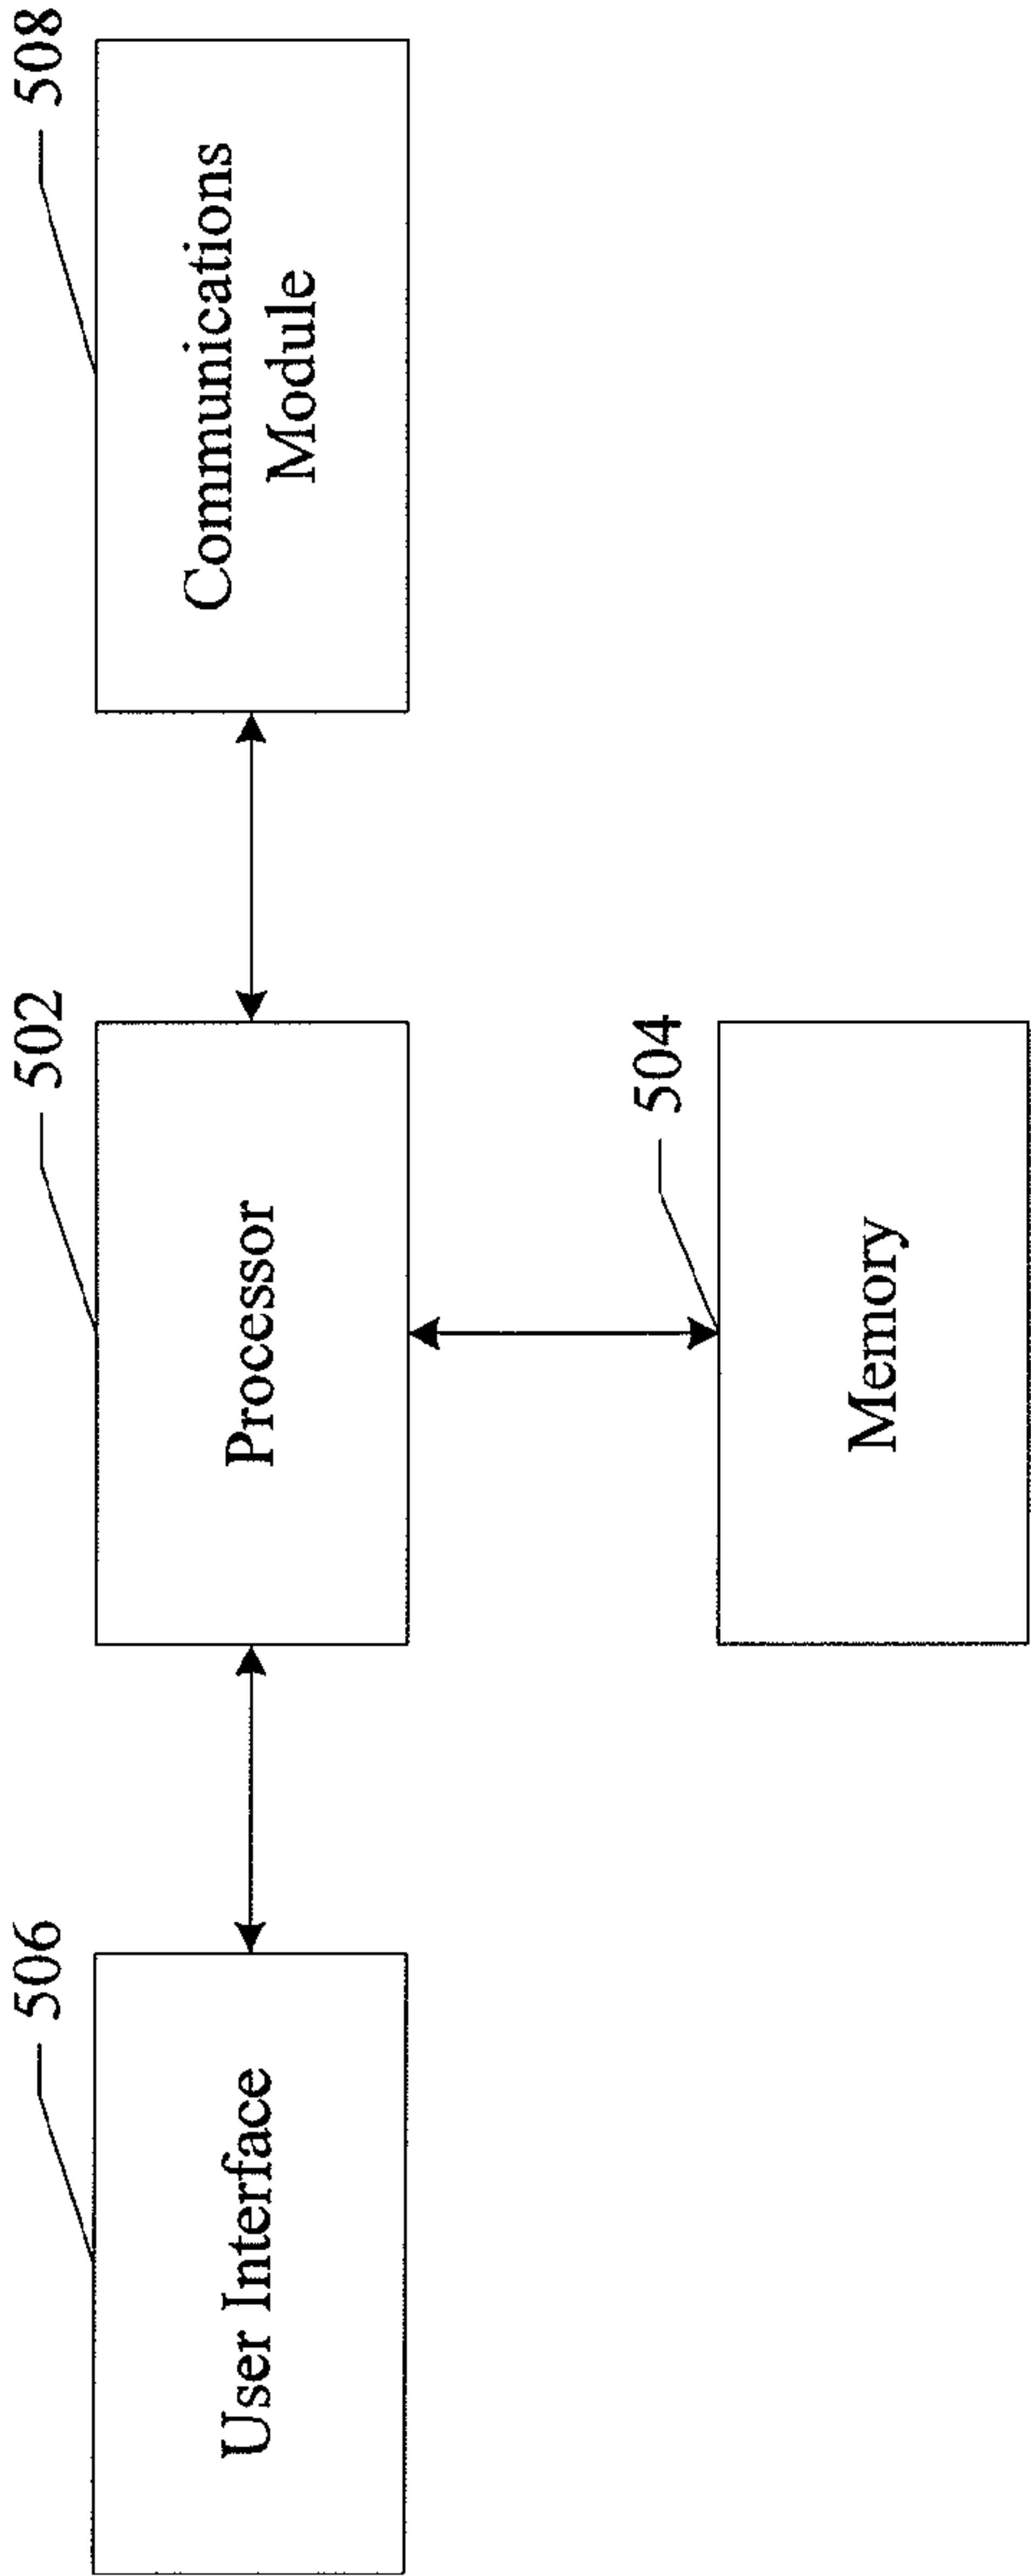 506
502
508
User Interface
Processor
Communications
Module
504
Memory